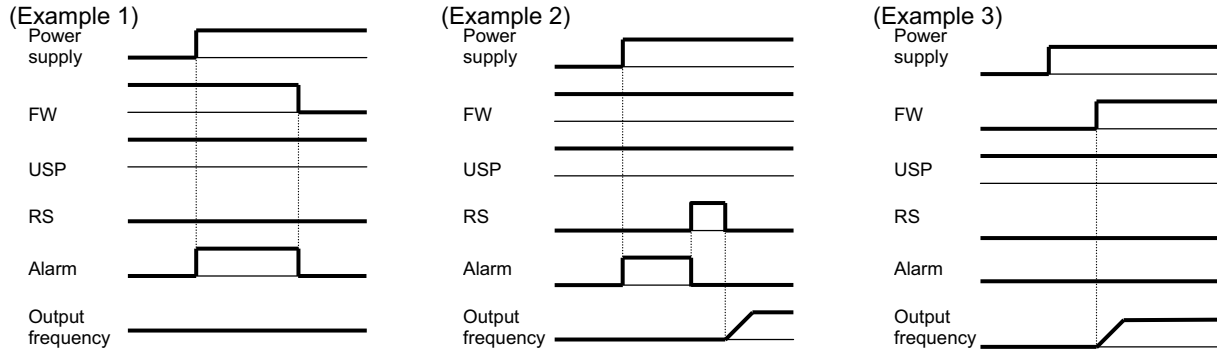 (Example 1)
Power
supply
FW
USP
RS
Alarm
Output
frequency
(Example 2)
Power
supply
FW
USP
RS
Alarm
Output
frequency
(Example 3)
Power
supply
FW
USP
RS
Alarm
Output
frequency